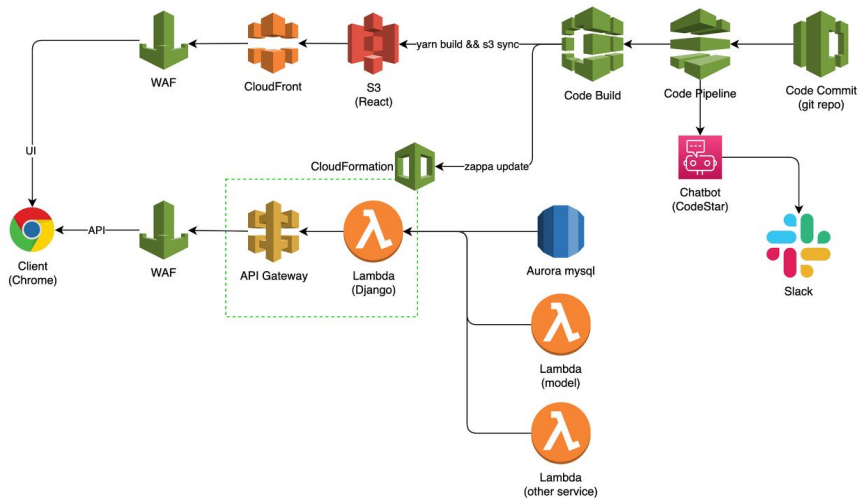 yarn build && s3 sync
WAF
CloudFront
S3
(React)
Code Build
Code Pipeline
Code Commit
(git repo)
UI
CloudFormation
zappa update
Chatbot
(CodeStar)
API
Client
(Chrome)
WAF
API Gateway
Lambda
(Django)
Aurora mysql
Slack
Lambda
(model)
Lambda
(other service)